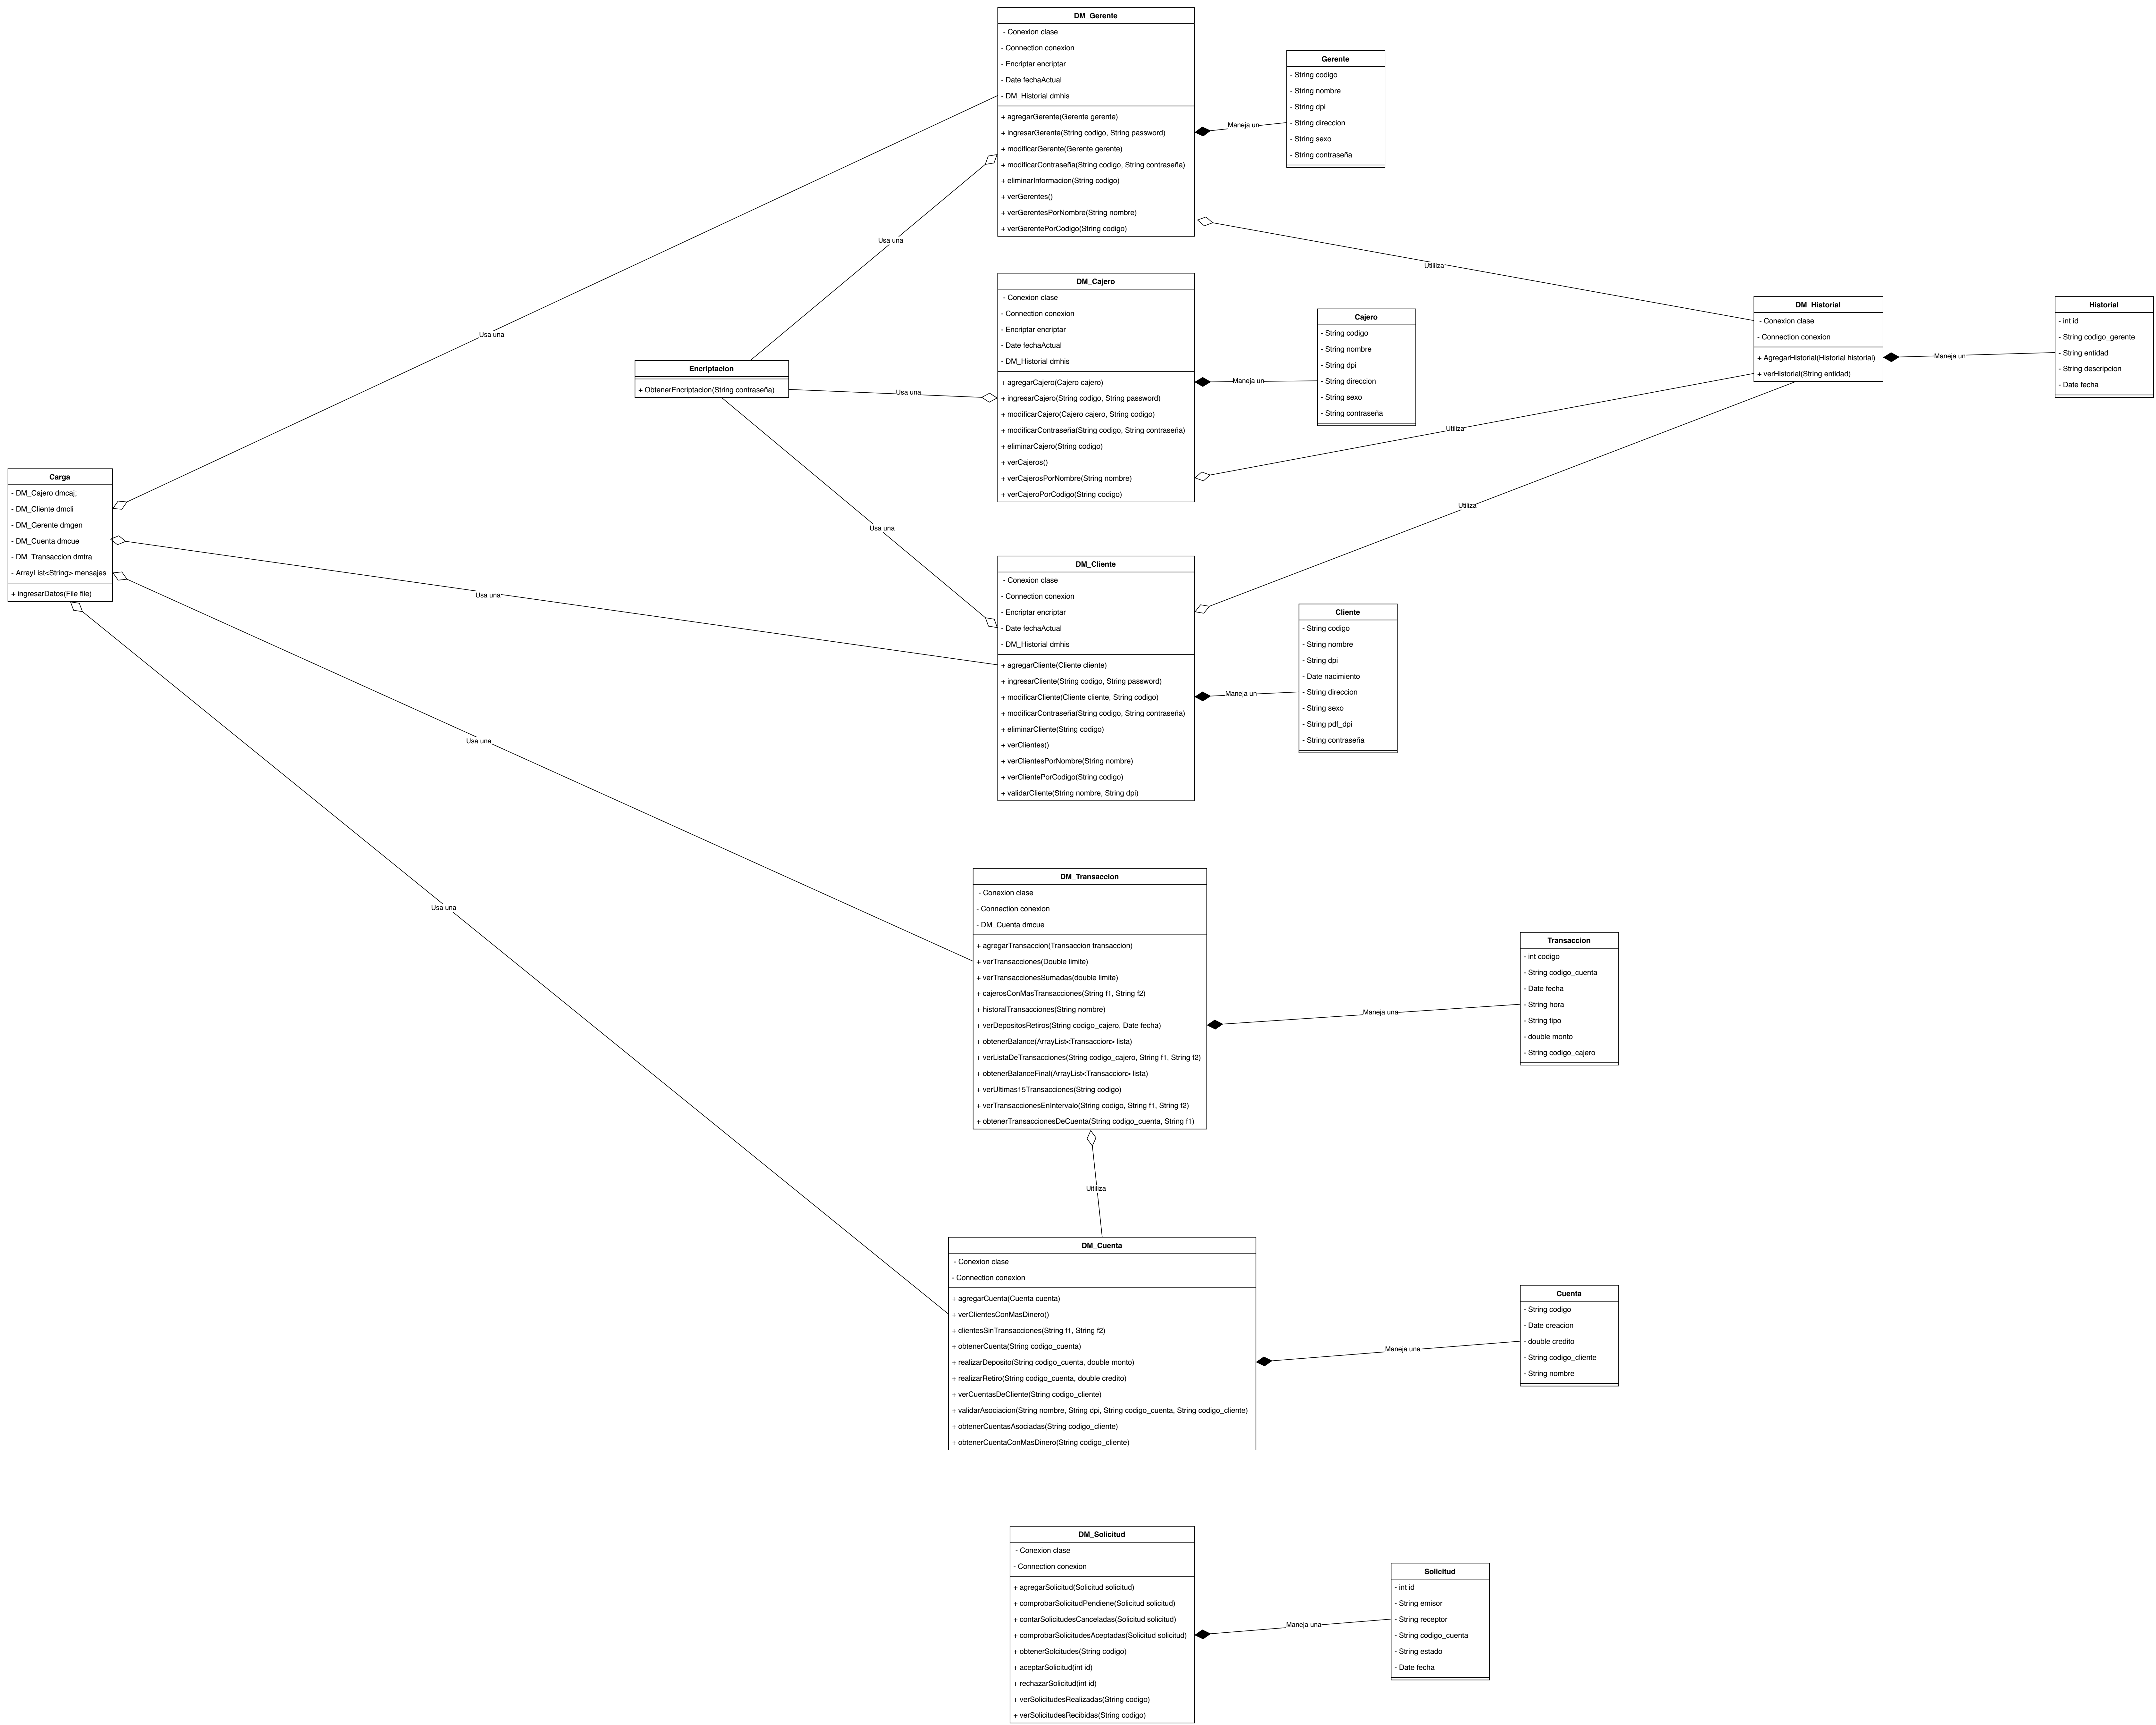 DM_Gerente
- Conexion clase
- Connection conexion
- Encriptar encriptar
- Date fechaActual
- DM_Historial dmhis
+ agregarGerente(Gerente gerente)
+ ingresarGerente(String codigo, String password)
+ modificarGerente(Gerente gerente)
+ modificarContraseña(String codigo, String contraseña)
+ eliminarInformacion(String codigo)
+ verGerentes()
+ verGerentesPorNombre(String nombre)
+ verGerentePorCodigo(String codigo)
Maneja un
Gerente
- String codigo
- String nombre
- String dpi
- String direccion
- String sexo
- String contraseña
Usa una
Utiliza
Usa una
DM_Cajero
- Conexion clase
- Connection conexion
- Encriptar encriptar
- Date fechaActual
- DM_Historial dmhis
+ agregarCajero(Cajero cajero)
+ ingresarCajero(String codigo, String password)
+ modificarCajero(Cajero cajero, String codigo)
+ modificarContraseña(String codigo, String contraseña)
+ eliminarCajero(String codigo)
+ verCajeros()
+ verCajerosPorNombre(String nombre)
+ verCajeroPorCodigo(String codigo)
Maneja un
Cajero
- String codigo
- String nombre
- String dpi
- String direccion
- String sexo
- String contraseña
DM_Historial
- Conexion clase
- Connection conexion
+ AgregarHistorial(Historial historial)
+ verHistorial(String entidad)
Maneja un
Historial
- int id
- String codigo_gerente
- String entidad
- String descripcion
- Date fecha
Encriptacion
+ ObtenerEncriptacion(String contraseña)
Usa una
Utiliza
Utiliza
Usa una
Carga
- DM_Cajero dmcaj;
- DM_Cliente dmcli
- DM_Gerente dmgen
- DM_Cuenta dmcue
- DM_Transaccion dmtra
- ArrayList<String> mensajes
+ ingresarDatos(File file)
Usa una
Usa una
Usa una
DM_Cliente
- Conexion clase
- Connection conexion
- Encriptar encriptar
- Date fechaActual
- DM_Historial dmhis
+ agregarCliente(Cliente cliente)
+ ingresarCliente(String codigo, String password)
+ modificarCliente(Cliente cliente, String codigo)
+ modificarContraseña(String codigo, String contraseña)
+ eliminarCliente(String codigo)
+ verClientes()
+ verClientesPorNombre(String nombre)
+ verClientePorCodigo(String codigo)
+ validarCliente(String nombre, String dpi)
Maneja un
Cliente
- String codigo
- String nombre
- String dpi
- Date nacimiento
- String direccion
- String sexo
- String pdf_dpi
- String contraseña
DM_Transaccion
- Conexion clase
- Connection conexion
- DM_Cuenta dmcue
+ agregarTransaccion(Transaccion transaccion)
+ verTransacciones(Double limite)
+ verTransaccionesSumadas(double limite)
+ cajerosConMasTransacciones(String f1, String f2)
+ historalTransacciones(String nombre)
+ verDepositosRetiros(String codigo_cajero, Date fecha)
+ obtenerBalance(ArrayList<Transaccion> lista)
+ verListaDeTransacciones(String codigo_cajero, String f1, String f2)
+ obtenerBalanceFinal(ArrayList<Transaccion> lista)
+ verUltimas15Transacciones(String codigo)
+ verTransaccionesEnIntervalo(String codigo, String f1, String f2)
+ obtenerTransaccionesDeCuenta(String codigo_cuenta, String f1)
Maneja una
Transaccion
- int codigo
- String codigo_cuenta
- Date fecha
- String hora
- String tipo
- double monto
- String codigo_cajero
Uitiliza
DM_Cuenta
- Conexion clase
- Connection conexion
+ agregarCuenta(Cuenta cuenta)
+ verClientesConMasDinero()
+ clientesSinTransacciones(String f1, String f2)
+ obtenerCuenta(String codigo_cuenta)
+ realizarDeposito(String codigo_cuenta, double monto)
+ realizarRetiro(String codigo_cuenta, double credito)
+ verCuentasDeCliente(String codigo_cliente)
+ validarAsociacion(String nombre, String dpi, String codigo_cuenta, String codigo_cliente)
+ obtenerCuentasAsociadas(String codigo_cliente)
+ obtenerCuentaConMasDinero(String codigo_cliente)
Maneja una
Cuenta
- String codigo
- Date creacion
- double credito
- String codigo_cliente
- String nombre
DM_Solicitud
- Conexion clase
- Connection conexion
+ agregarSolicitud(Solicitud solicitud)
+ comprobarSolicitudPendiene(Solicitud solicitud)
+ contarSolicitudesCanceladas(Solicitud solicitud)
+ comprobarSolicitudesAceptadas(Solicitud solicitud)
+ obtenerSolcitudes(String codigo)
+ aceptarSolicitud(int id)
+ rechazarSolicitud(int id)
+ verSolicitudesRealizadas(String codigo)
+ verSolicitudesRecibidas(String codigo)
Maneja una
Solicitud
- int id
- String emisor
- String receptor
- String codigo_cuenta
- String estado
- Date fecha